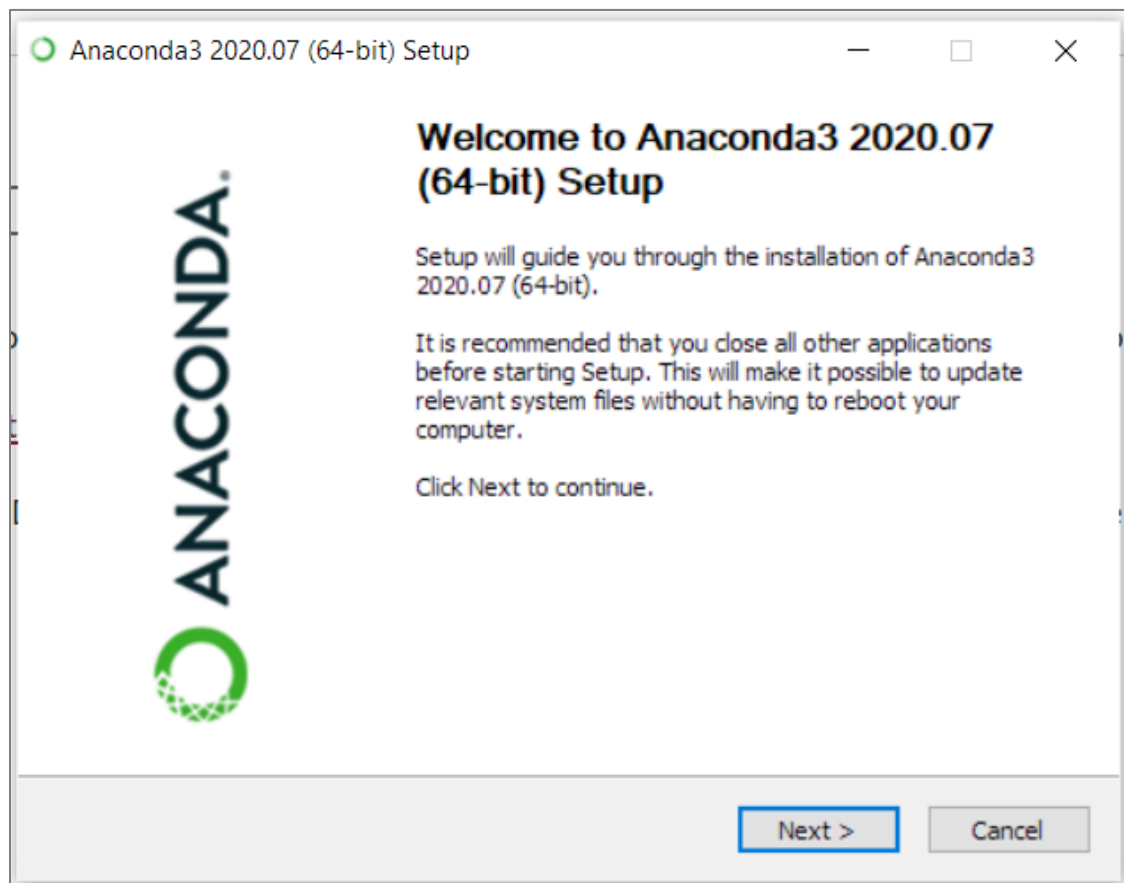 Anaconda3 2020.07 (64-bit) Setup
ANACONDA.
Welcome to Anaconda3 2020.07
(64-bit) Setup
Setup will guide you through the installation of Anaconda3
2020.07 (64-bit).
It is recommended that you close all other applications
before starting Setup. This will make it possible to update
relevant system files without having to reboot your
computer.
Click Next to continue.
Next >
Cancel